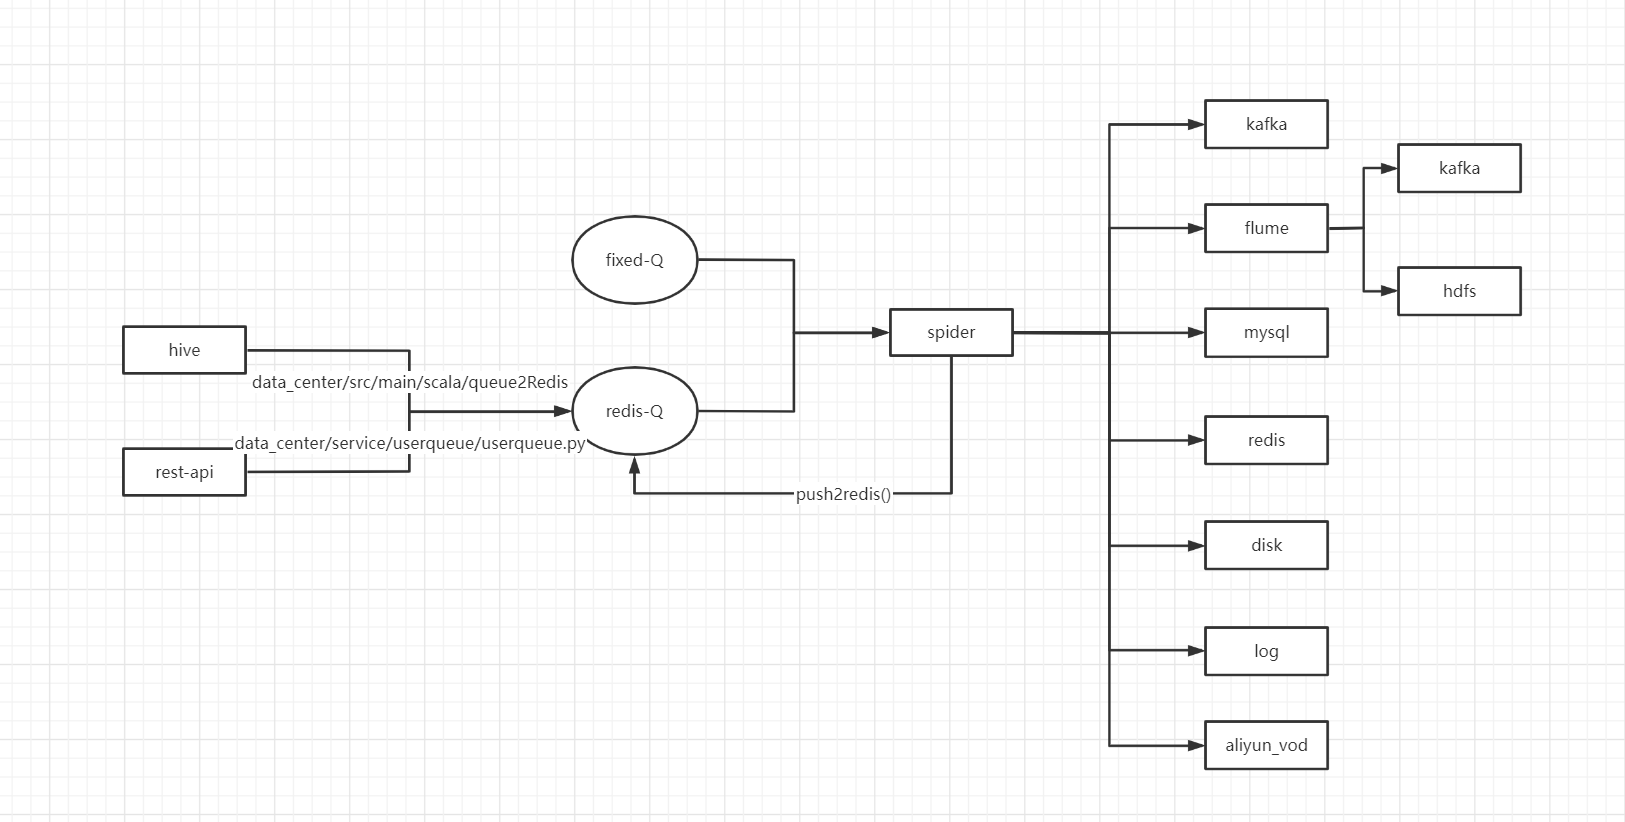 kafka
kafka
flume
fixed-Q
hdfs
spider
mysql
hive
data_center/src/main/scala/queue2Redis
redis-Q
data_center/service/userqueue/userqueue.py
redis
rest-api
push2redis()
disk
log
aliyun_vod